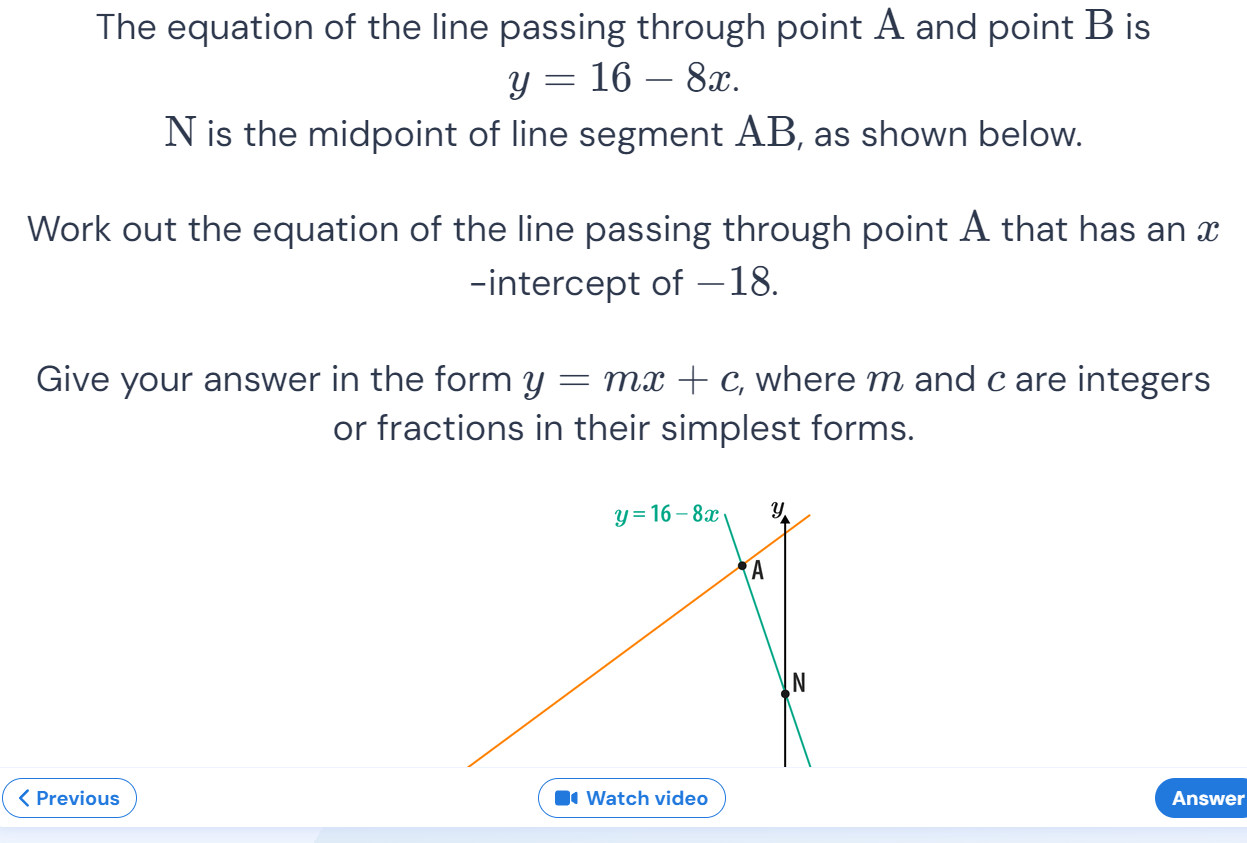 The equation of the line passing through point A and point B is
y = 16 − 8x.
N is the midpoint of line segment AB, as shown below.
Work out the equation of the line passing through point A that has an x
-intercept of −18.
Give your answer in the form y = mx + c, where m and c are integers
or fractions in their simplest forms.
y = 16 − 8x
y
A
N
Previous
Watch video
Answer